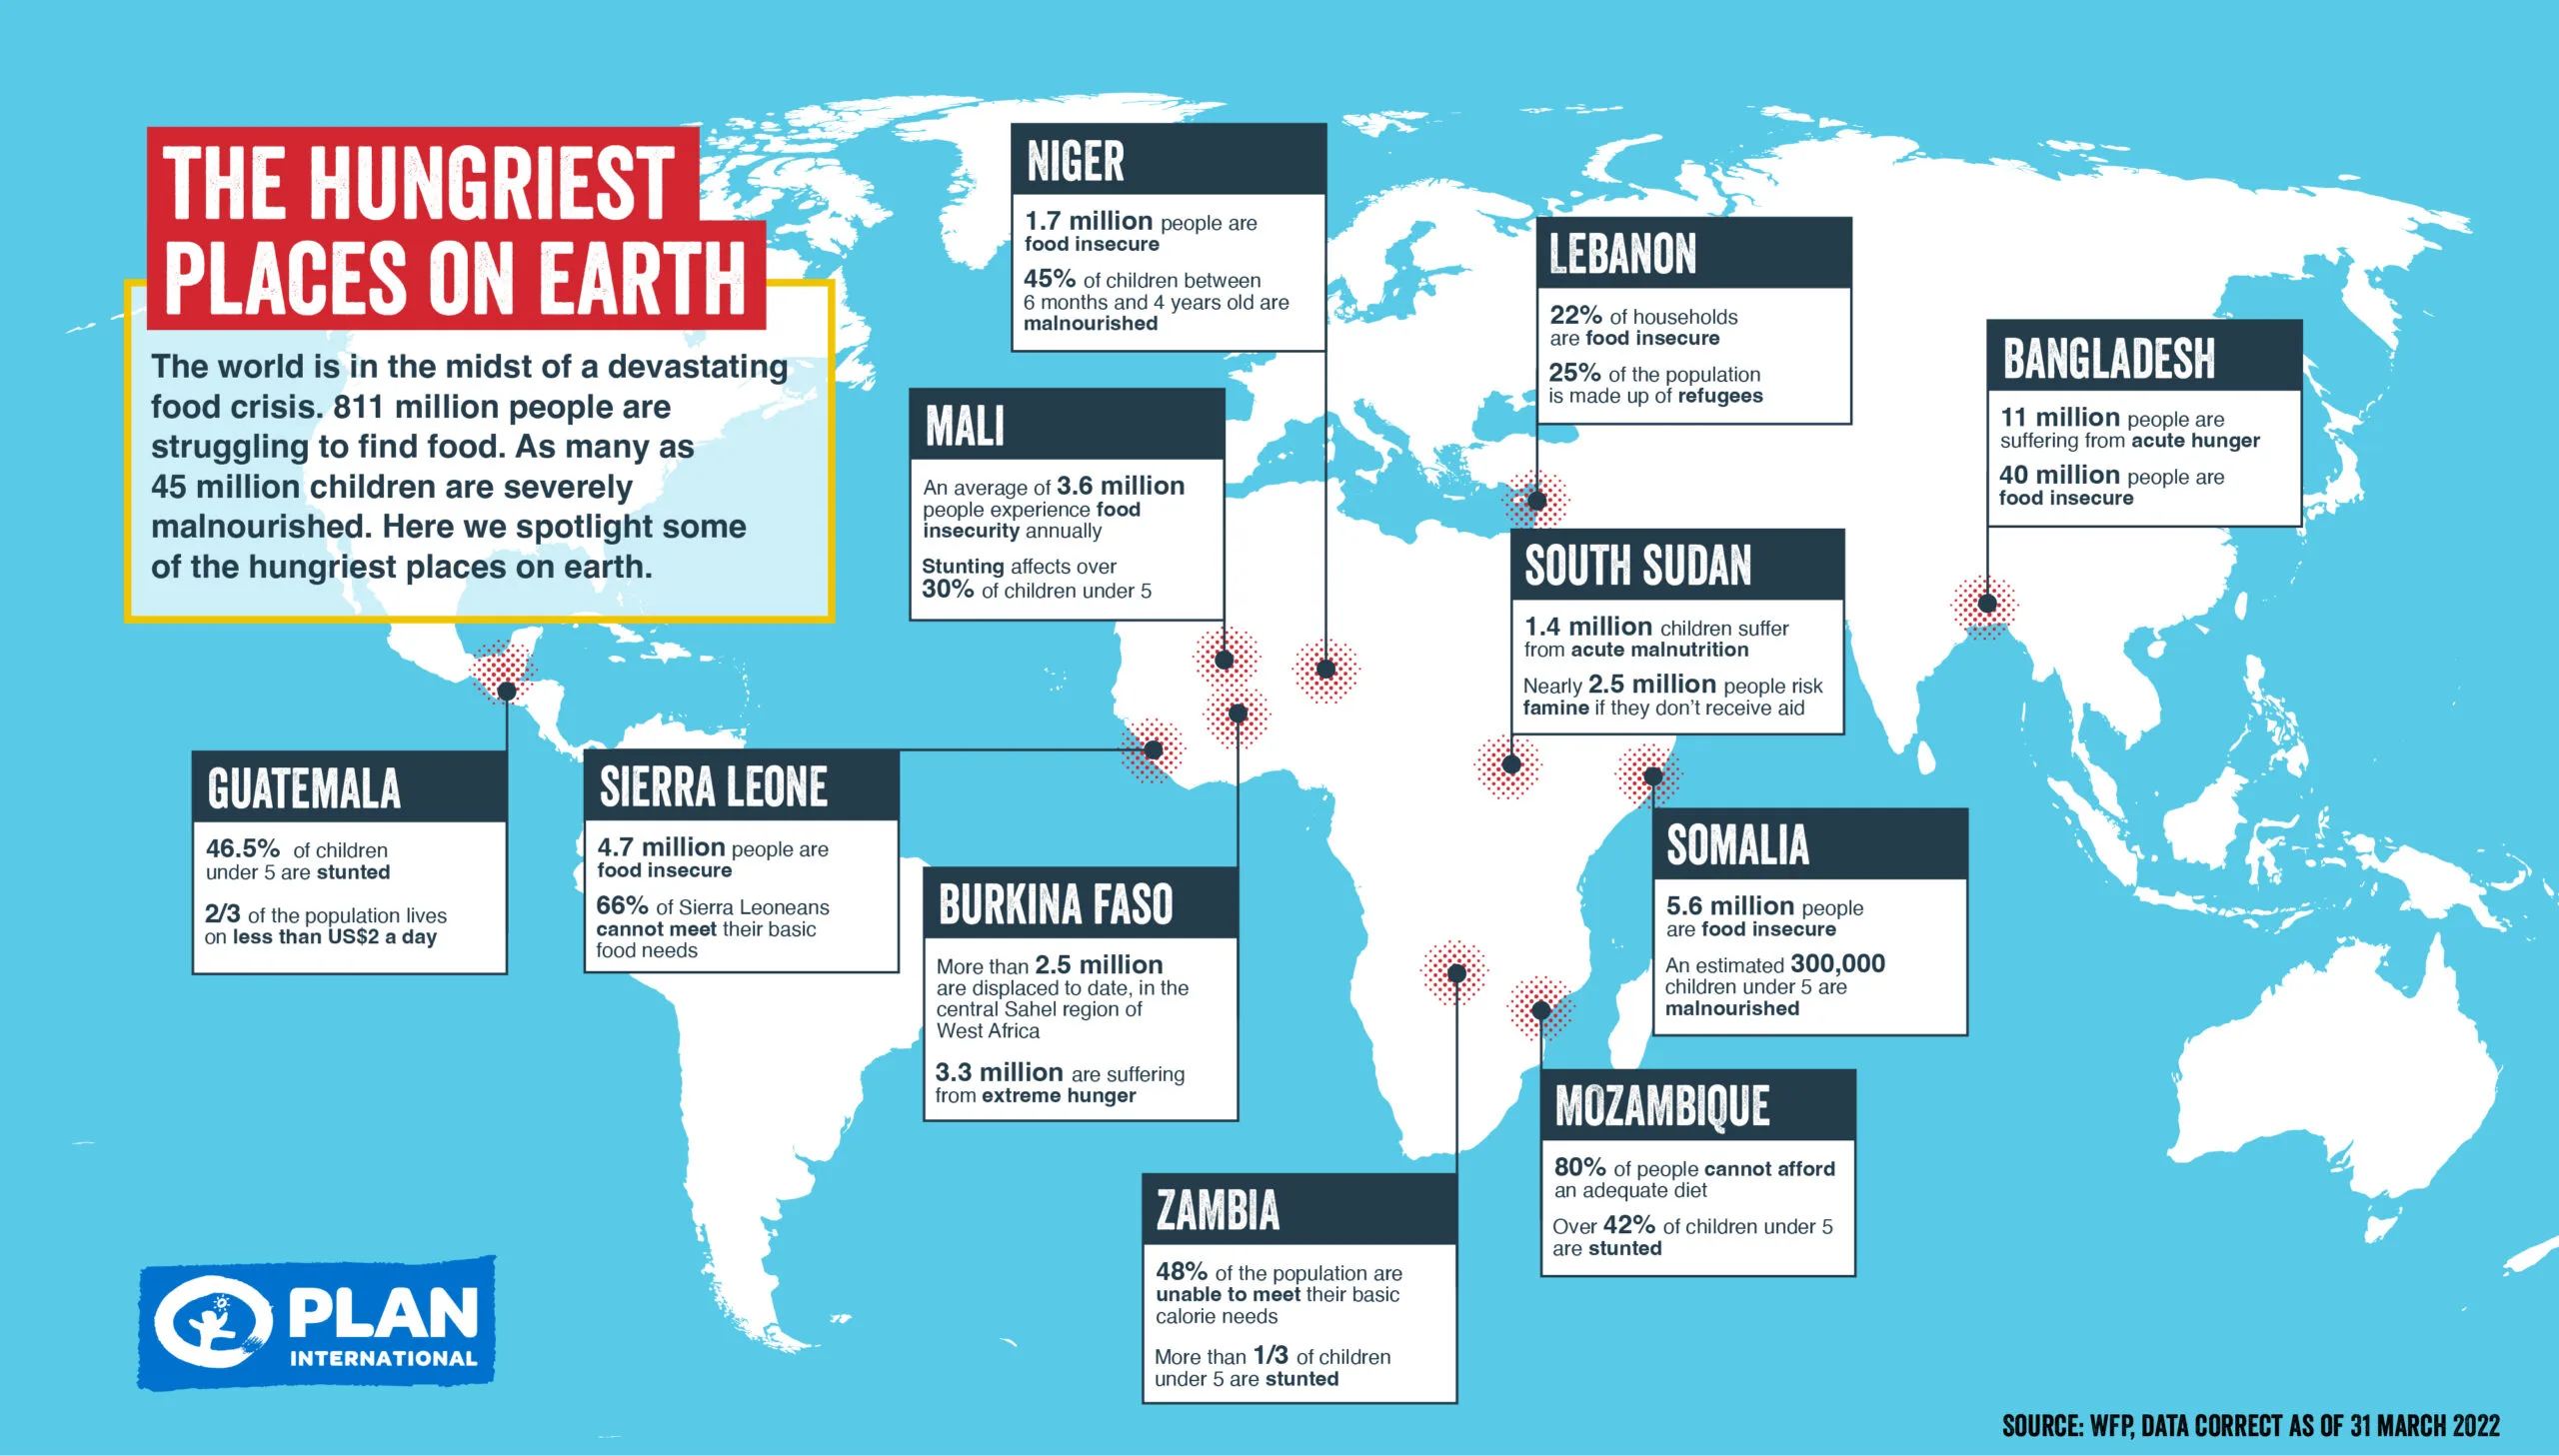 THE HUNGRIEST
PLACES ON EARTH
The world is in the midst of a devastating
food crisis. 811 million people are
struggling to find food. As many as
45 million children are severely
malnourished. Here we spotlight some
of the hungriest places on earth.
NIGER
1.7 million people are
food insecure
45% of children between
6 months and 4 years old are
malnourished
LEBANON
22% of households
are food insecure
25% of the population
is made up of refugees
BANGLADESH
11 million people are
suffering from acute hunger
40 million people are
food insecure
MALI
An average of 3.6 million
people experience food
insecurity annually
Stunting affects over
30% of children under 5
SOUTH SUDAN
1.4 million children suffer
from acute malnutrition
Nearly 2.5 million people risk
famine if they don't receive aid
GUATEMALA
46.5% of children
under 5 are stunted
2/3 of the population lives
on less than US$2 a day
SIERRA LEONE
4.7 million people are
food insecure
66% of Sierra Leoneans
cannot meet their basic
food needs
BURKINA FASO
More than 2.5 million
are displaced to date, in the
central Sahel region of
West Africa
3.3 million are suffering
from extreme hunger
SOMALIA
5.6 million people
are food insecure
An estimated 300,000
children under 5 are
malnourished
MOZAMBIQUE
80% of people cannot afford
an adequate diet
Over 42% of children under 5
are stunted
ZAMBIA
48% of the population are
unable to meet their basic
calorie needs
More than 1/3 of children
under 5 are stunted
PLAN
INTERNATIONAL
SOURCE: WFP, DATA CORRECT AS OF 31 MARCH 2022